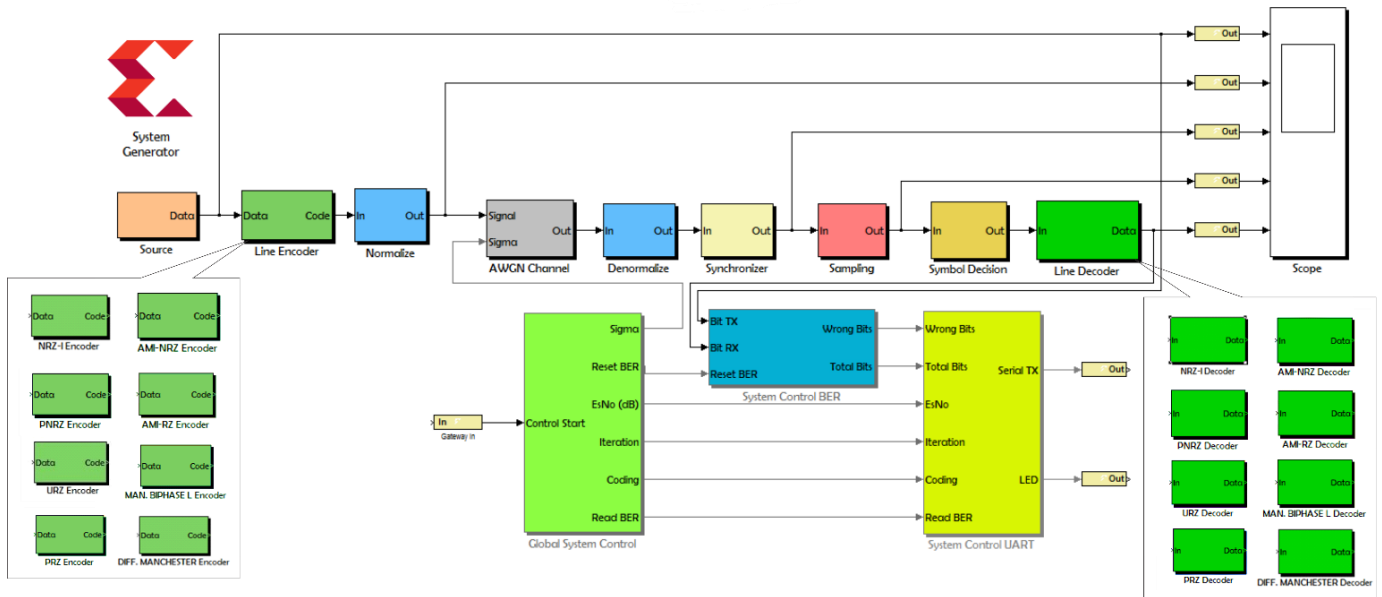 Out
Out
Out
Out
Out
System
Generator
Data
Source
Data Code
Line Encoder
In Out
Normalize
Signal
Sigma
Out
AWGN Channel
In Out
Denormalize
In Out
Synchronizer
In Out
Sampling
In Out
Symbol Decision
In Data
Line Decoder
Scope
Data Code
NRZ-I Encoder
Data Code
AMI-NRZ Encoder
Data Code
PNRZ Encoder
Data Code
AMI-RZ Encoder
Data Code
URZ Encoder
Data Code
MAN. BIPHASE L Encoder
Data Code
PRZ Encoder
Data Code
DIFF. MANCHESTER Encoder
In
Gateway In
Control Start
Sigma
Reset BER
EsNo (dB)
Iteration
Coding
Read BER
Global System Control
Bit TX
Bit RX
Reset BER
Wrong Bits
Total Bits
System Control BER
Wrong Bits
Total Bits
EsNo
Iteration
Coding
Read BER
Serial TX
LED
System Control UART
Out
Out
In Data
NRZ-I Decoder
In Data
AMI-NRZ Decoder
In Data
PNRZ Decoder
In Data
AMI-RZ Decoder
In Data
URZ Decoder
In Data
MAN. BIPHASE L Decoder
In Data
PRZ Decoder
In Data
DIFF. MANCHESTER Decoder